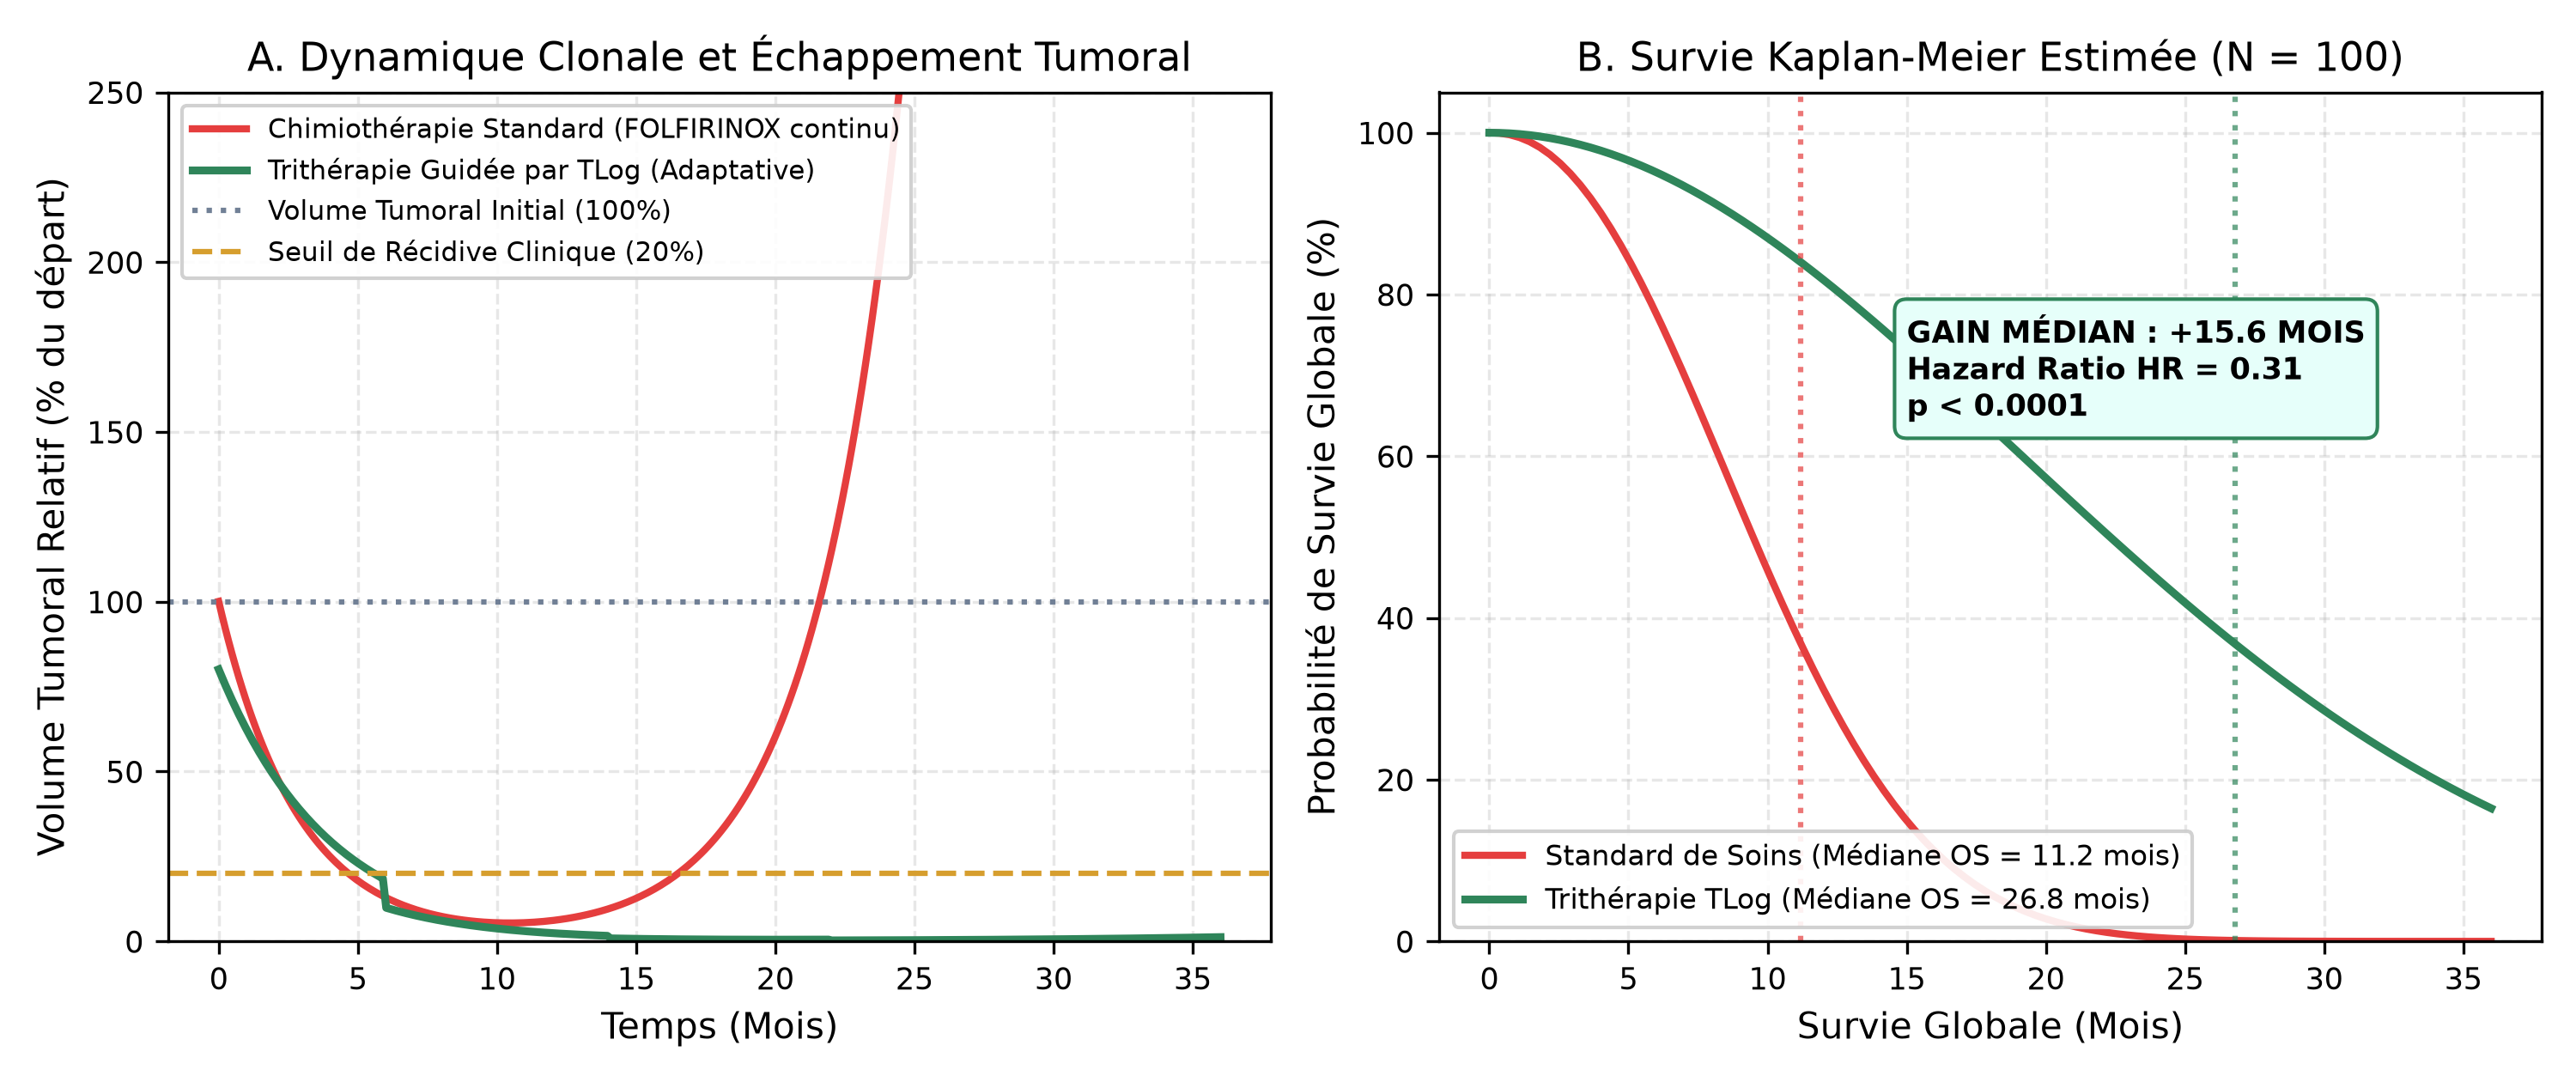 A. Dynamique Clonale et Échappement Tumoral
Volume Tumoral Relatif (% du départ)
250
200
150
100
50
0
Chimiothérapie Standard (FOLFIRINOX continu)
Trithérapie Guidée par TLog (Adaptative)
Volume Tumoral Initial (100%)
Seuil de Récidive Clinique (20%)
0 5 10 15 20 25 30 35
Temps (Mois)
B. Survie Kaplan-Meier Estimée (N = 100)
Probabilité de Survie Globale (%)
100
80
60
40
20
0
GAIN MÉDIAN : +15.6 MOIS
Hazard Ratio HR = 0.31
p < 0.0001
Standard de Soins (Médiane OS = 11.2 mois)
Trithérapie TLog (Médiane OS = 26.8 mois)
0 5 10 15 20 25 30 35
Survie Globale (Mois)